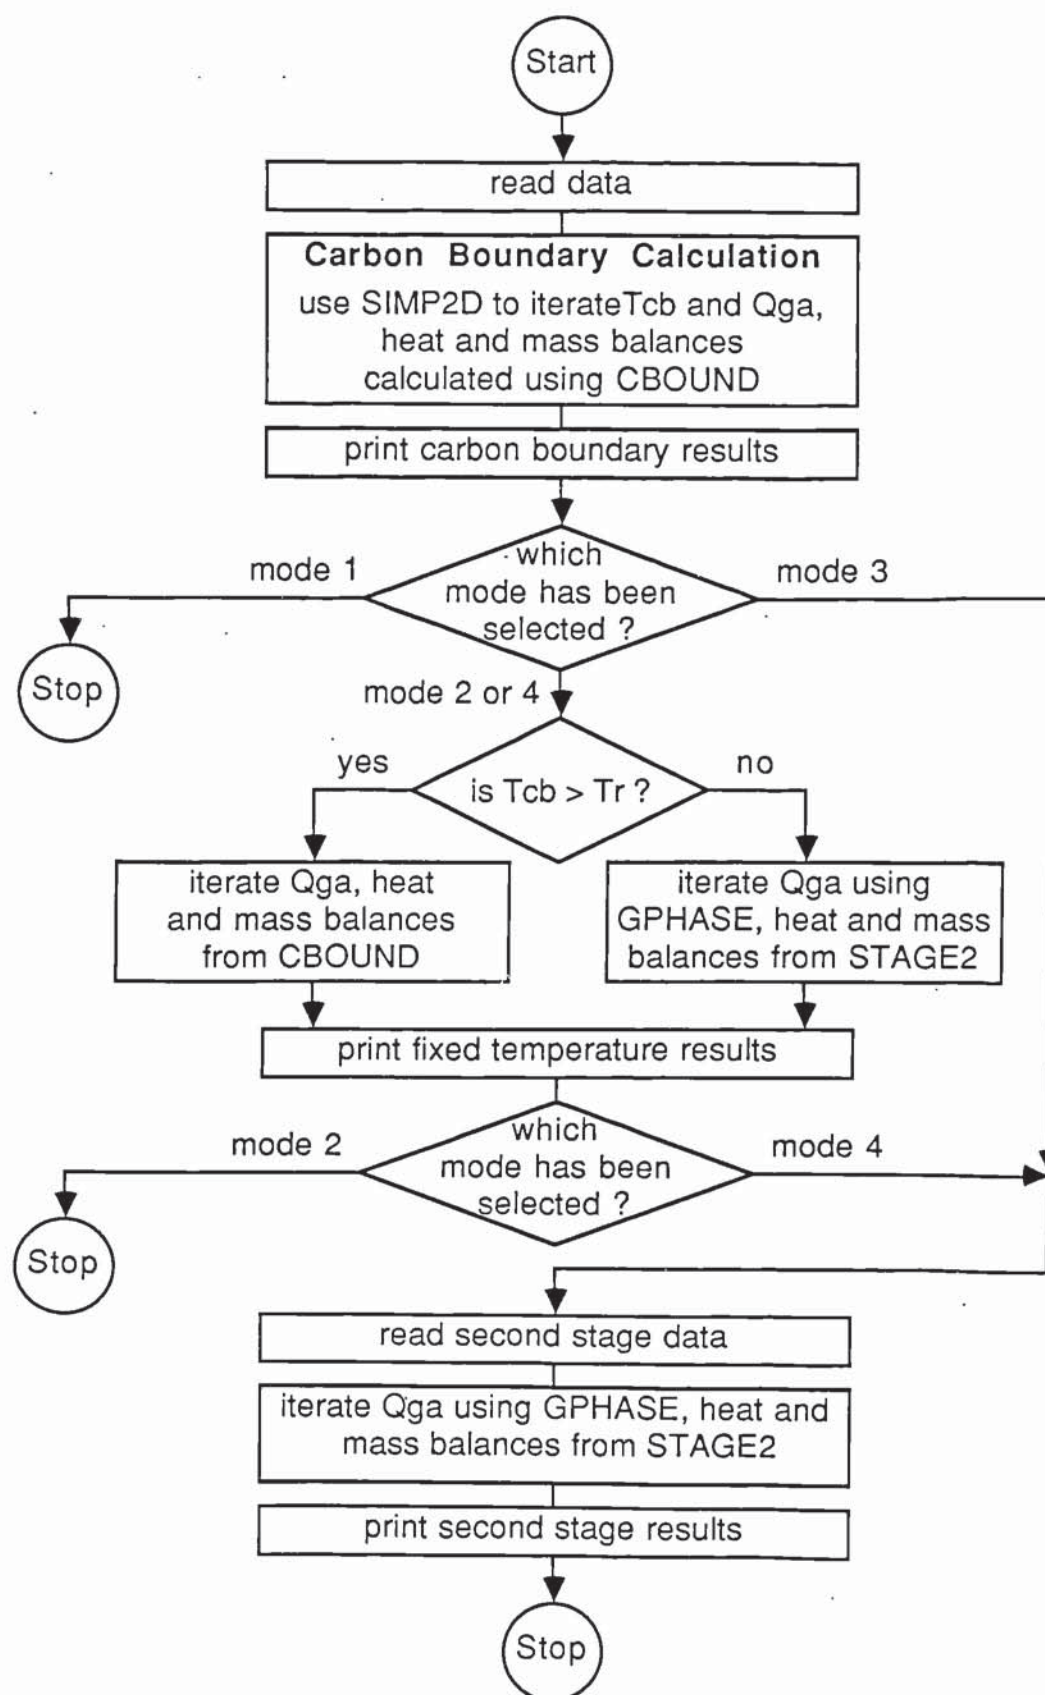 Start
read data
Carbon Boundary Calculation
use SIMP2D to iterateTcb and Qga,
heat and mass balances
calculated using CBOUND
print carbon boundary results
mode 1
which
mode has been
selected ?
mode 3
Stop
mode 2 or 4
yes
is Tcb > Tr ?
no
iterate Qga, heat
and mass balances
from CBOUND
iterate Qga using
GPHASE, heat and mass
balances from STAGE2
print fixed temperature results
mode 2
which
mode has been
selected ?
mode 4
Stop
read second stage data
iterate Qga using GPHASE, heat and
mass balances from STAGE2
print second stage results
Stop